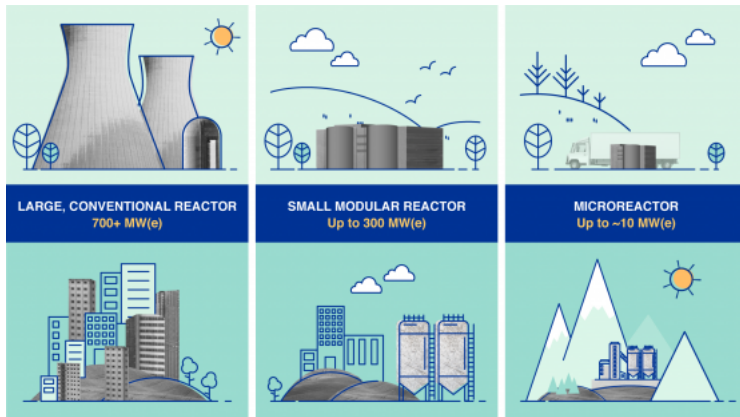 LARGE, CONVENTIONAL REACTOR
700+ MW(e)
SMALL MODULAR REACTOR
Up to 300 MW(e)
MICROREACTOR
Up to ~10 MW(e)